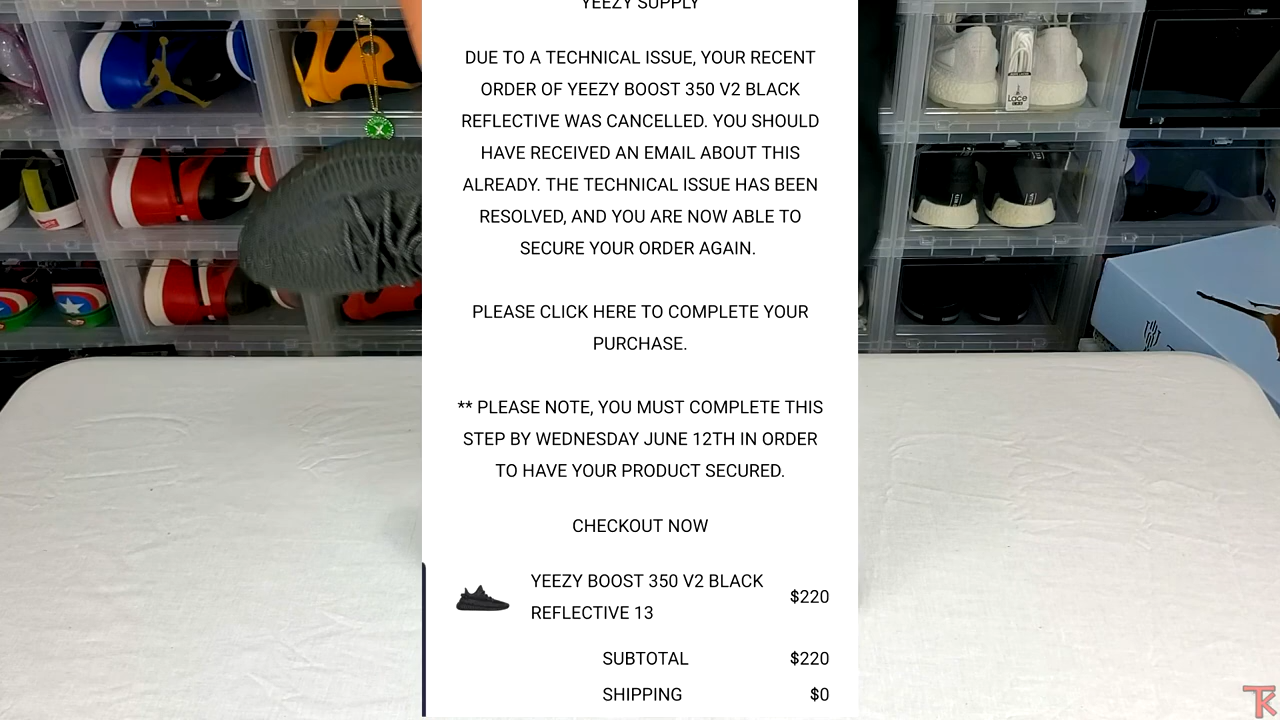 YEEZY SUPPLY
DUE TO A TECHNICAL ISSUE, YOUR RECENT
ORDER OF YEEZY BOOST 350 V2 BLACK
REFLECTIVE WAS CANCELLED. YOU SHOULD
HAVE RECEIVED AN EMAIL ABOUT THIS
ALREADY. THE TECHNICAL ISSUE HAS BEEN
RESOLVED, AND YOU ARE NOW ABLE TO
SECURE YOUR ORDER AGAIN.
PLEASE CLICK HERE TO COMPLETE YOUR
PURCHASE.
** PLEASE NOTE, YOU MUST COMPLETE THIS
STEP BY WEDNESDAY JUNE 12TH IN ORDER
TO HAVE YOUR PRODUCT SECURED.
CHECKOUT NOW
YEEZY BOOST 350 V2 BLACK
REFLECTIVE 13
$220
SUBTOTAL $220
SHIPPING $0
Lace
X
TK